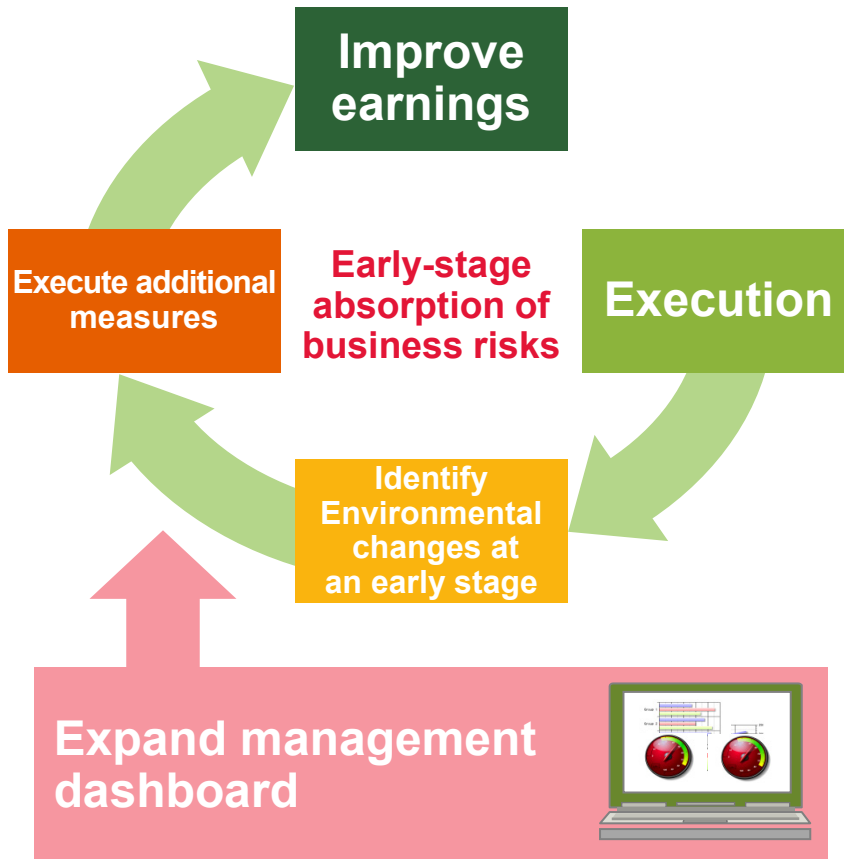 Improve
earnings
Execute additional
measures
Early-stage
absorption of
business risks
Execution
Identify
Environmental
changes at
an early stage
Expand management
dashboard